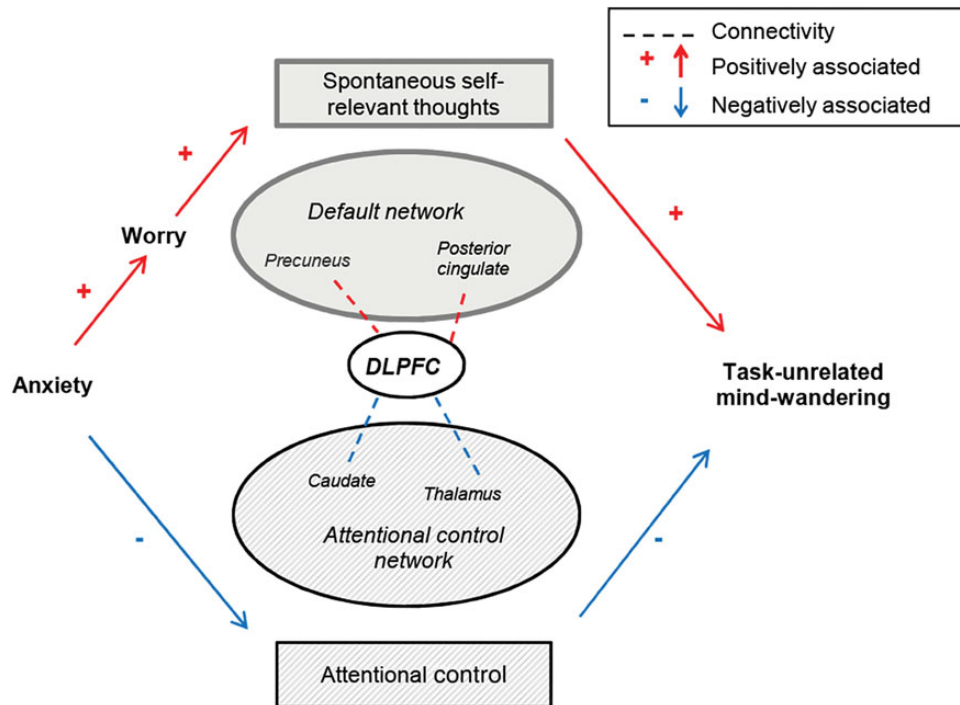 Connectivity
+ Positively associated
- Negatively associated
Spontaneous self-
relevant thoughts
+
+
Default network
Worry
Precuneus
Posterior
cingulate
+
DLPFC
Anxiety
Task-unrelated
mind-wandering
Caudate
Thalamus
Attentional control
network
-
-
Attentional control